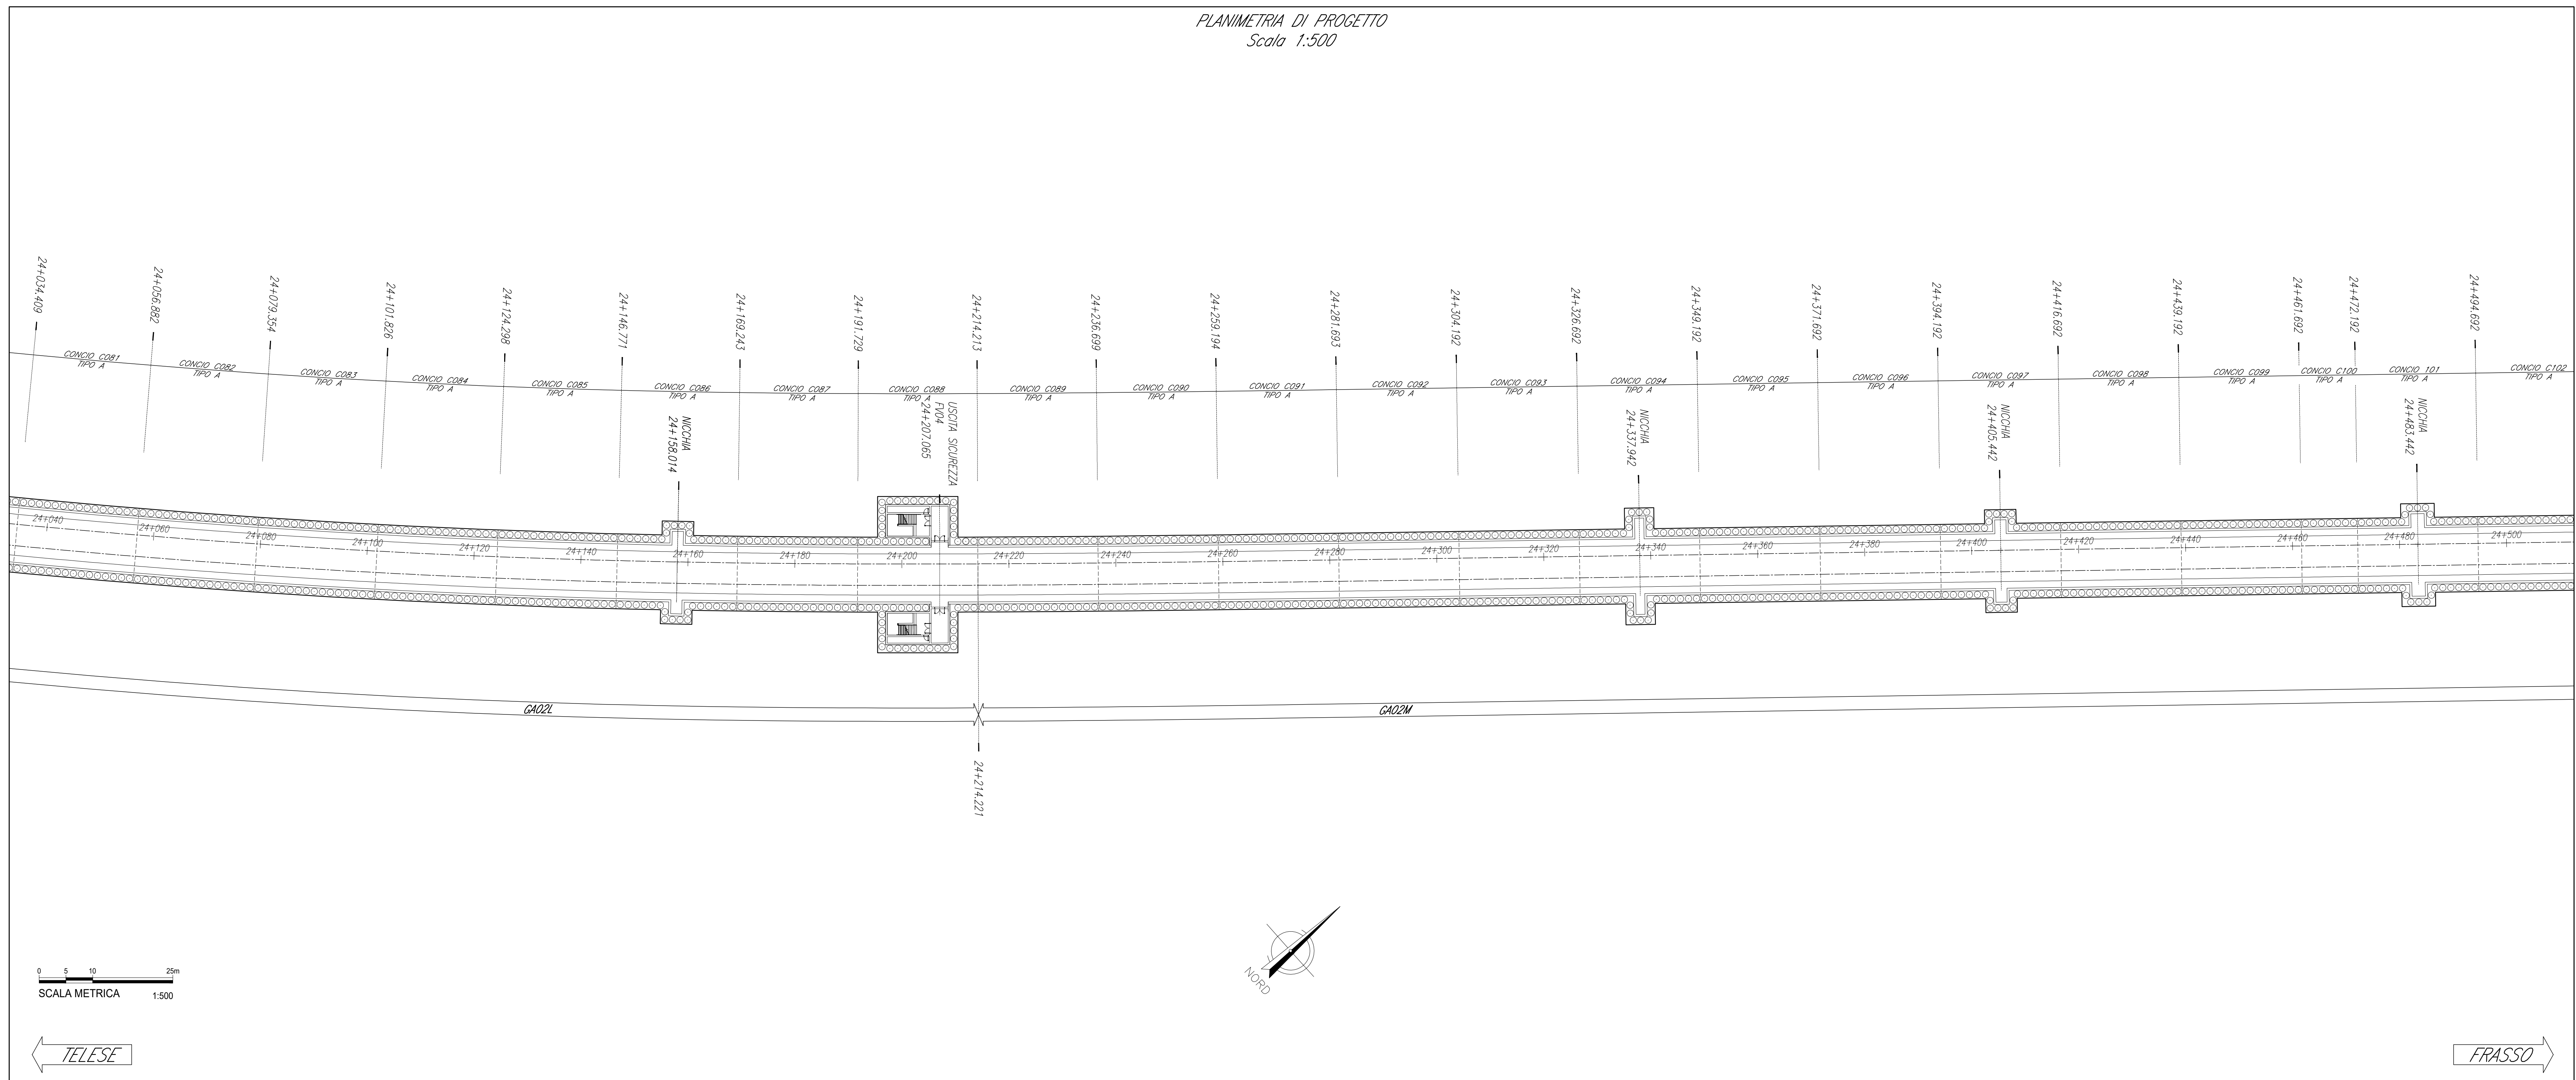 PLANIMETRIA DI PROGETTO
Scala 1:500
24+034.409
24+056.882
24+079.354
24+101.826
24+124.298
24+146.771
24+169.243
24+191.729
24+214.213
24+236.699
24+259.194
24+281.693
24+304.192
24+326.692
24+349.192
24+371.692
24+394.192
24+416.692
24+439.192
24+461.692
24+472.192
24+494.692
CONCIO C081
TIPO A
CONCIO C082
TIPO A
CONCIO C083
TIPO A
CONCIO C084
TIPO A
CONCIO C085
TIPO A
CONCIO C086
TIPO A
CONCIO C087
TIPO A
CONCIO C088
TIPO A
CONCIO C089
TIPO A
CONCIO C090
TIPO A
CONCIO C091
TIPO A
CONCIO C092
TIPO A
CONCIO C093
TIPO A
CONCIO C094
TIPO A
CONCIO C095
TIPO A
CONCIO C096
TIPO A
CONCIO C097
TIPO A
CONCIO C098
TIPO A
CONCIO C099
TIPO A
CONCIO C100
TIPO A
CONCIO 101
TIPO A
CONCIO C102
TIPO A
NICCHIA
24+158.014
USCITA SICUREZZA
FV04
24+207.065
NICCHIA
24+337.942
NICCHIA
24+405.442
NICCHIA
24+483.442
24+040
24+060
24+080
24+100
24+120
24+140
24+160
24+180
24+200
24+220
24+240
24+260
24+280
24+300
24+320
24+340
24+360
24+380
24+400
24+420
24+440
24+460
24+480
24+500
GA02L
GA02M
24+214.221
NORD
0 5 10 25m
SCALA METRICA 1:500
TELESE
FRASSO